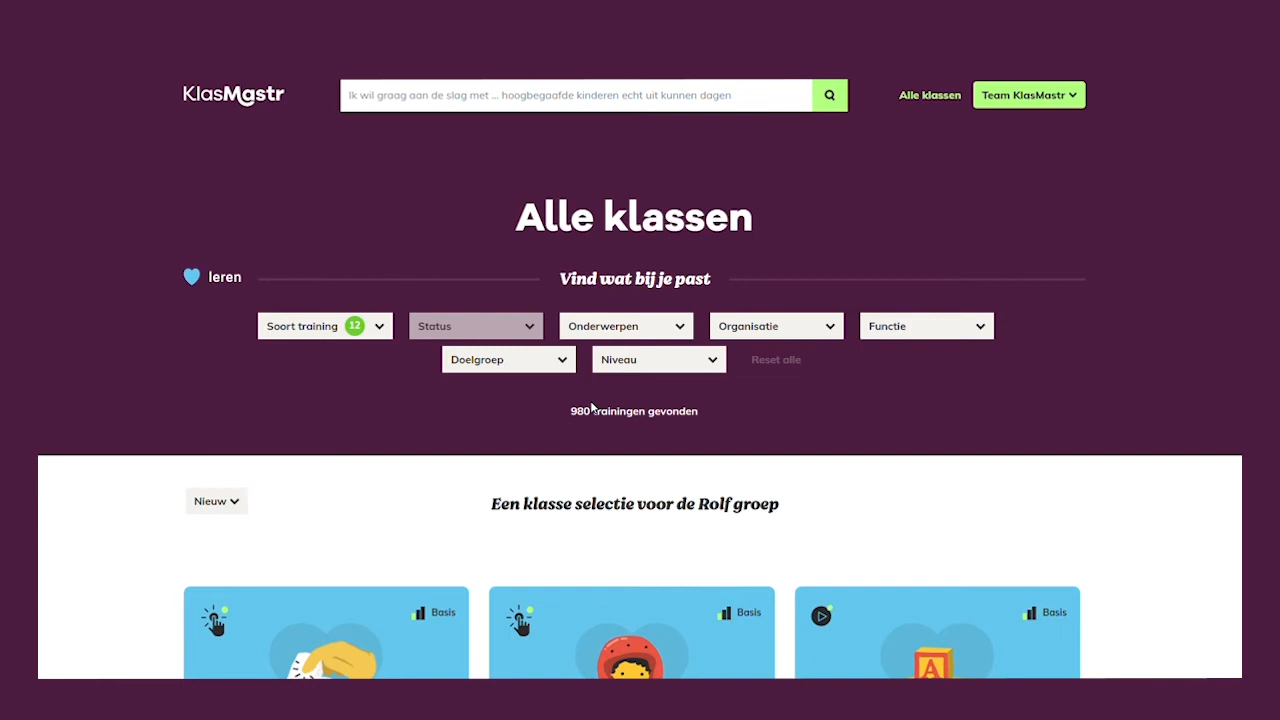 KlasMastr
Ik wil graag aan de slag met ... hoogbegaafde kinderen echt uit kunnen dagen
Alle klassen
Team KlasMastr
Alle klassen
leren
Vind wat bij je past
Soort training 12
Status
Onderwerpen
Organisatie
Functie
Doelgroep
Niveau
Reset alle
980 trainingen gevonden
Nieuw
Een klasse selectie voor de Rolf groep
Basis
Basis
Basis
A